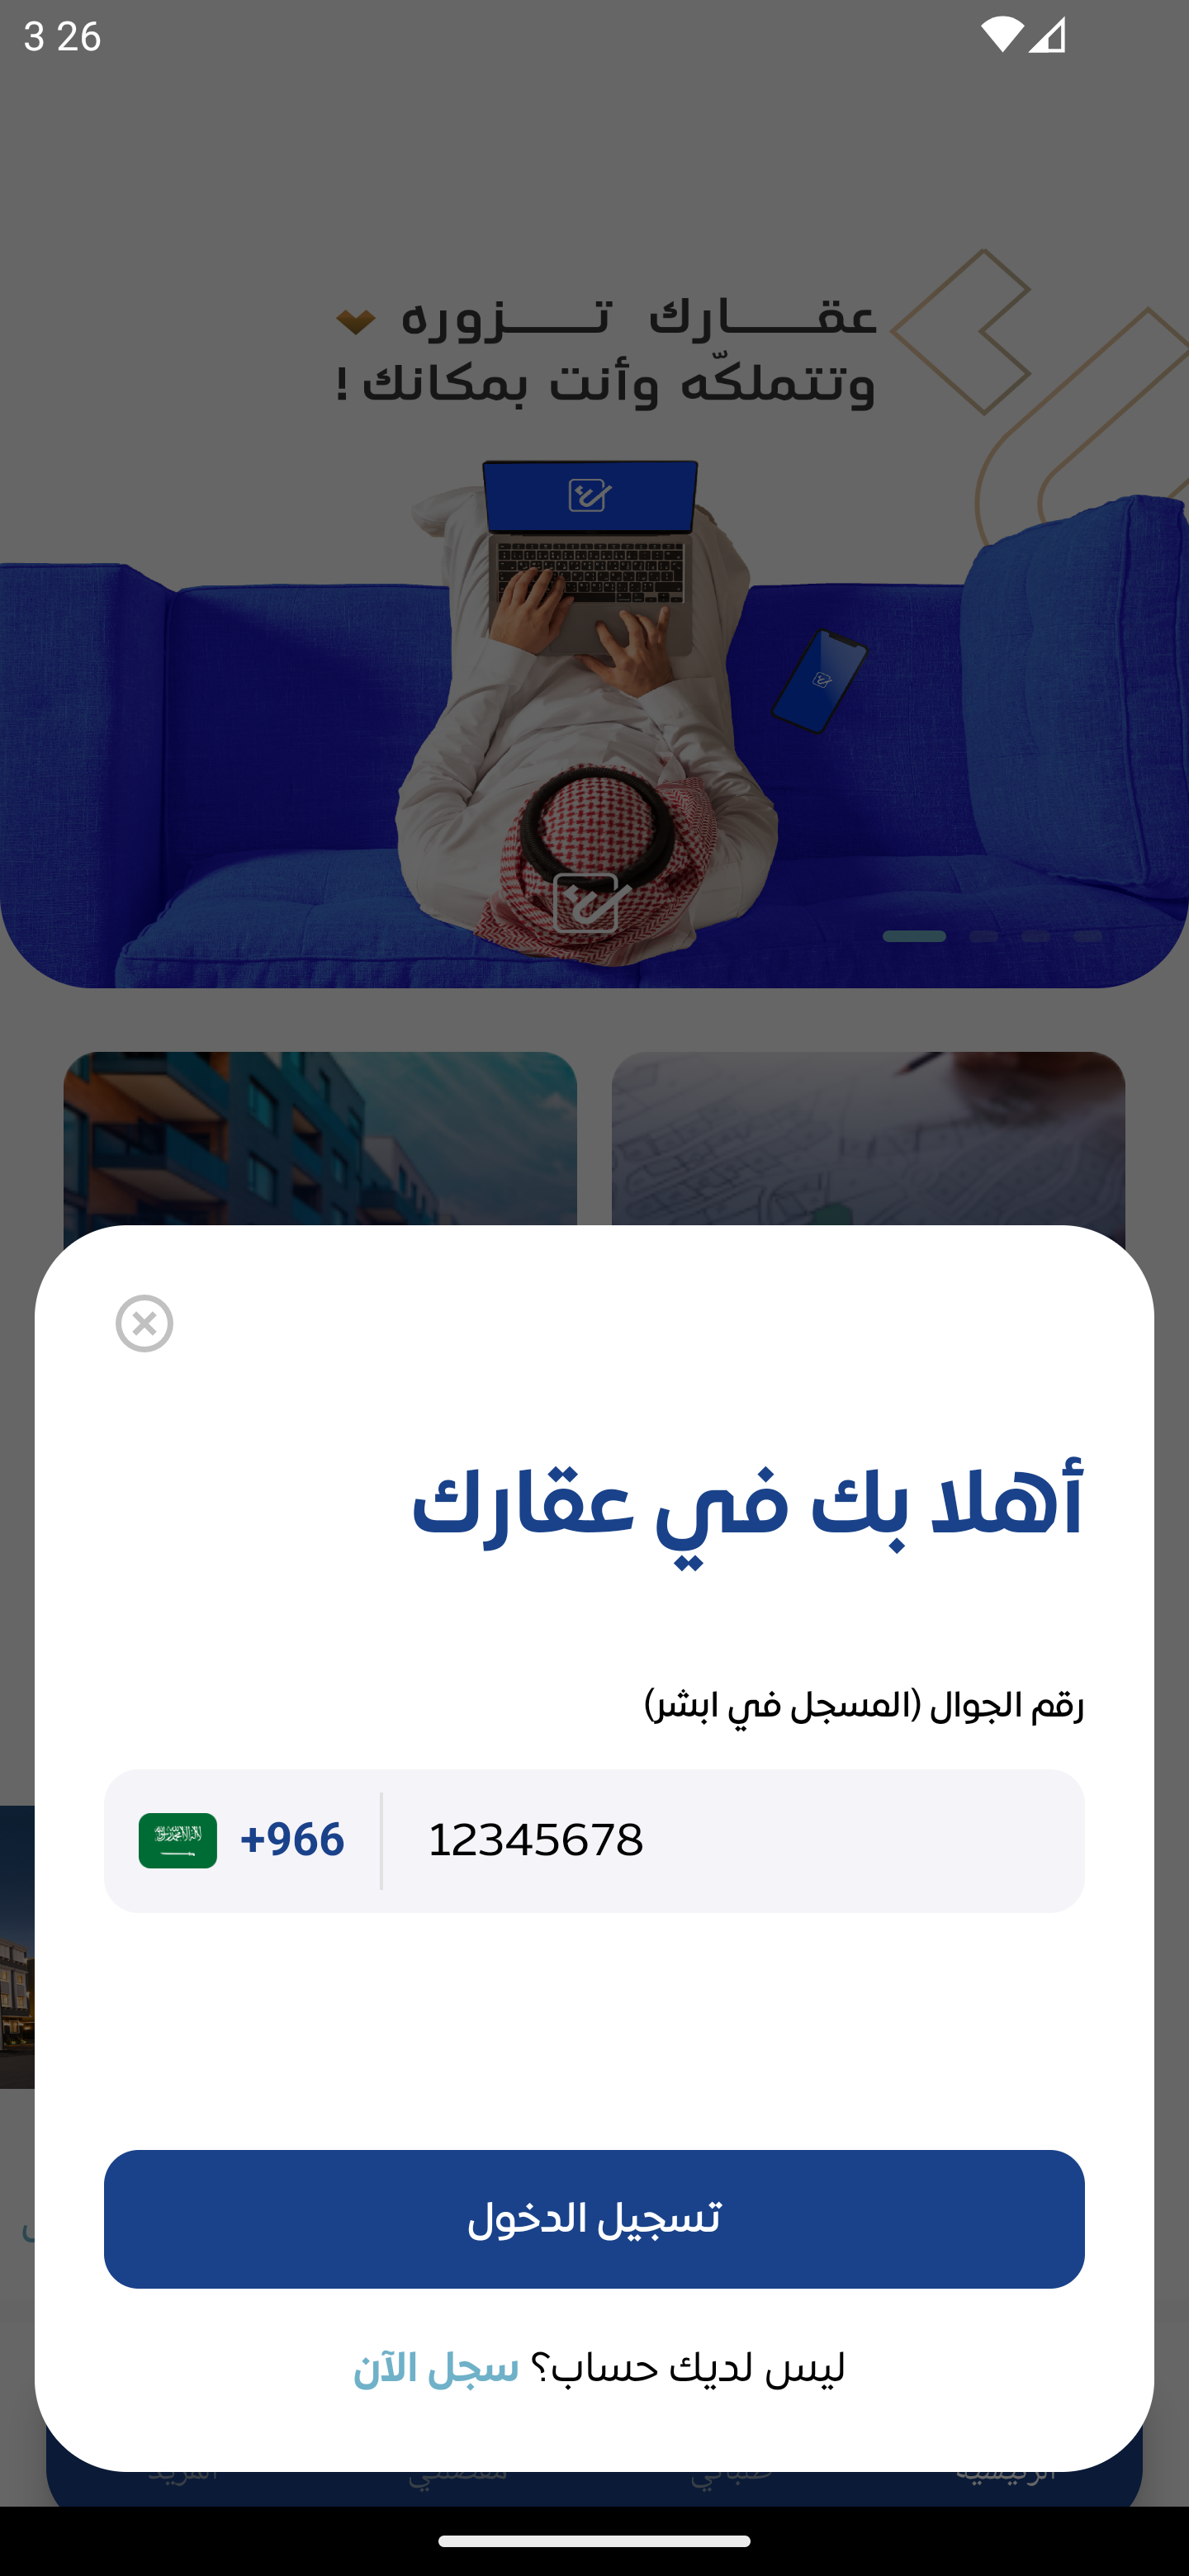 3 26
عقـــــارك تـــــزوره
وتتملكّه وأنت بمكانك !
أهلا بك في عقارك
رقم الجوال (المسجل في ابشر)
+966 12345678
تسجيل الدخول
ليس لديك حساب؟ سجل الآن